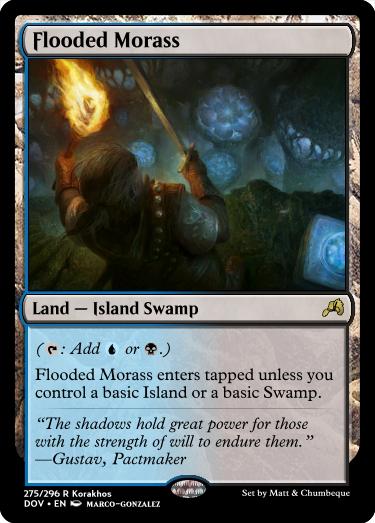 Flooded Morass
Land — Island Swamp
( : Add or .)
Flooded Morass enters tapped unless you
control a basic Island or a basic Swamp.
“The shadows hold great power for those
with the strength of will to endure them.”
—Gustav, Pactmaker
275/296 R Korakhos
DOV • EN MARCO-GONZALEZ
Set by Matt & Chumbeque